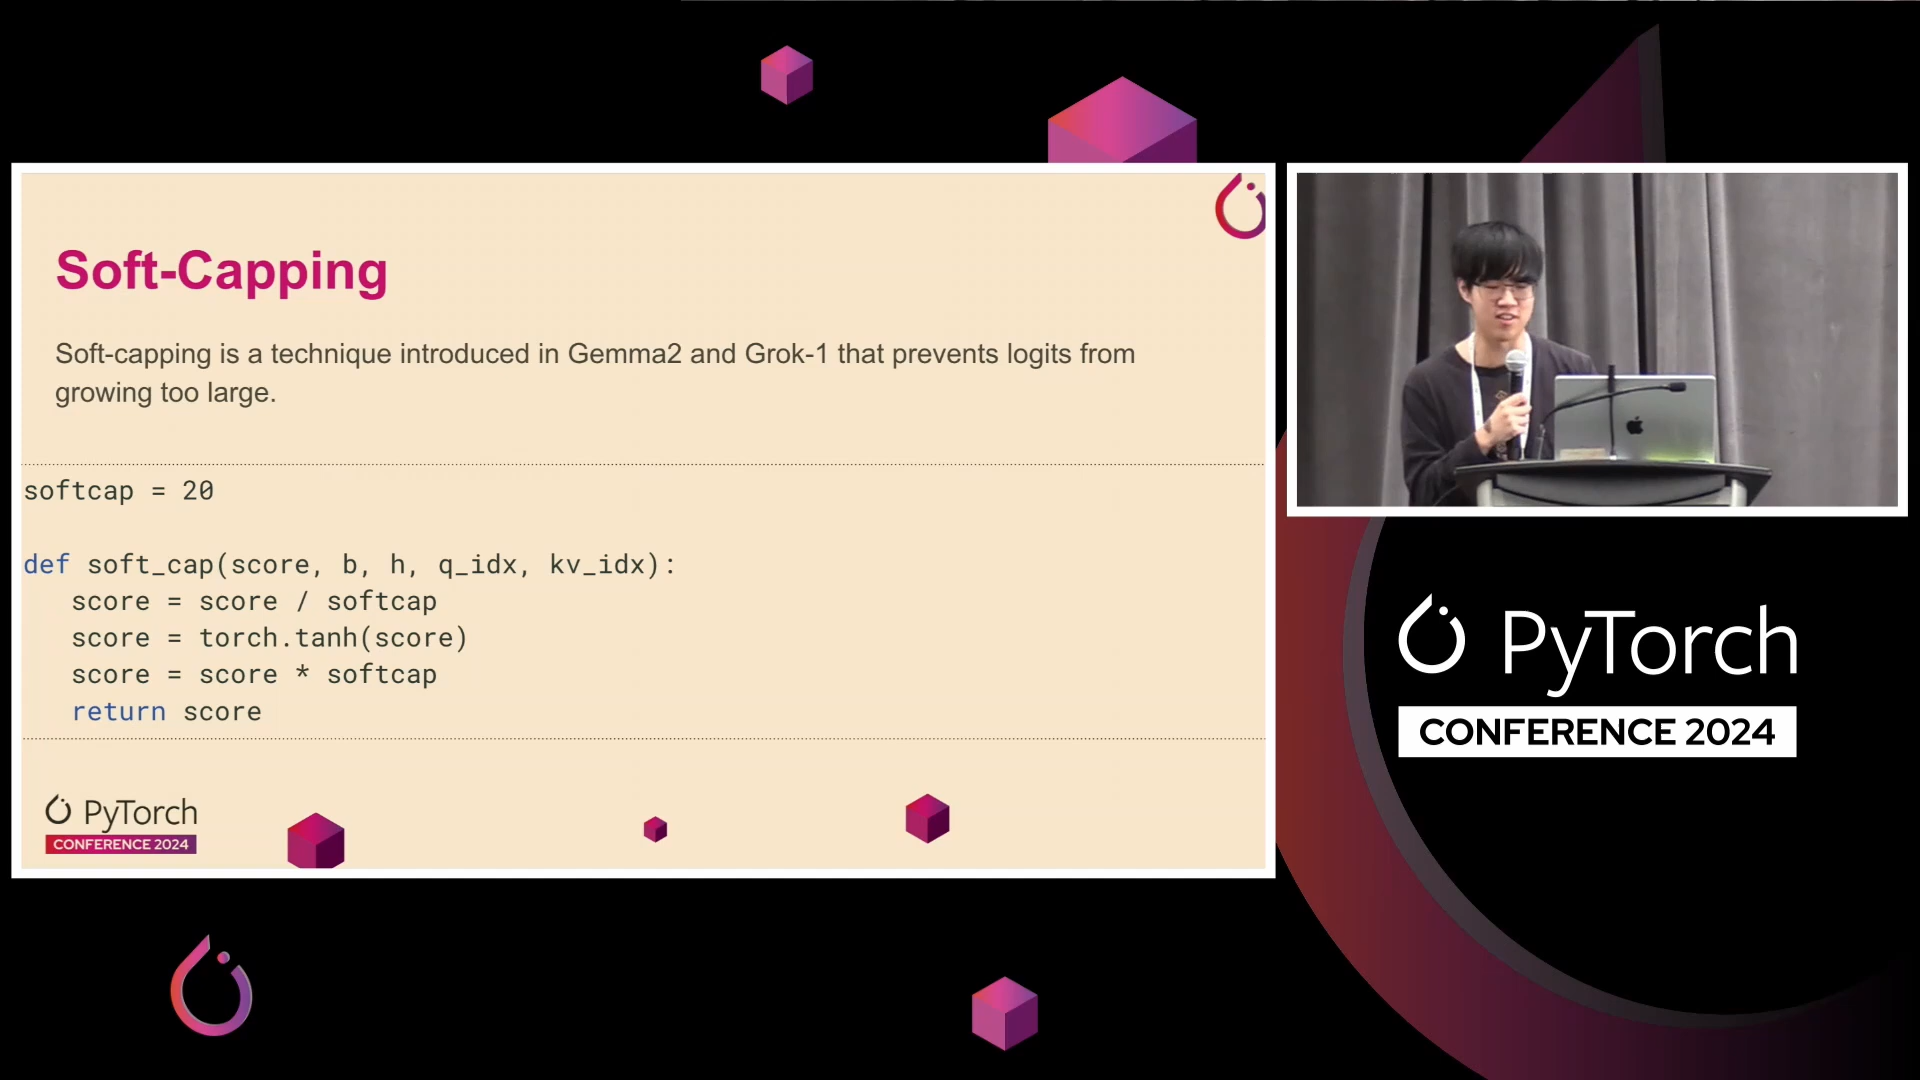 Soft-Capping
Soft-capping is a technique introduced in Gemma2 and Grok-1 that prevents logits from
growing too large.
softcap = 20
def soft_cap(score, b, h, q_idx, kv_idx):
score = score / softcap
score = torch.tanh(score)
score = score * softcap
return score
PyTorch
CONFERENCE 2024
PyTorch
CONFERENCE 2024